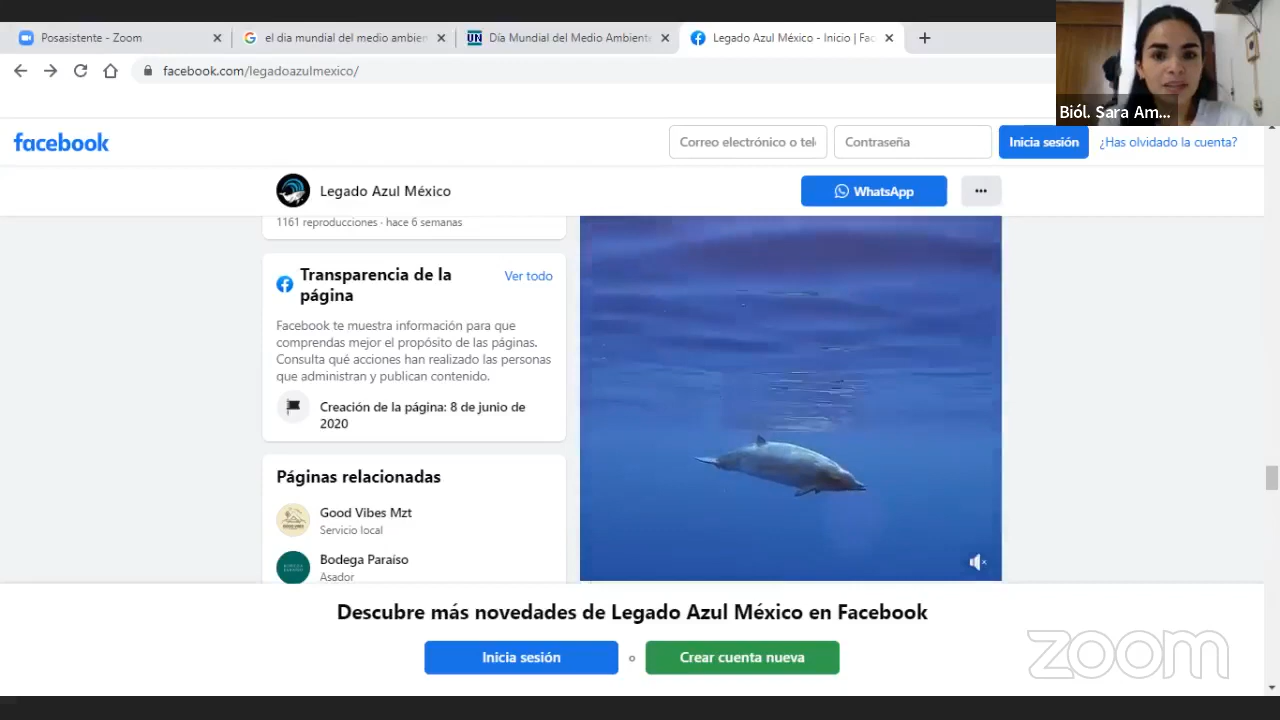 Posasistente - Zoom
el dia mundial del medio ambien
UN
Día Mundial del Medio Ambiente
Legado Azul México - Inicio | Fac
facebook.com/legadoazulmexico/
Biól. Sara Am...
facebook
Correo electrónico o tel
Contraseña
Inicia sesión
¿Has olvidado la cuenta?
Legado Azul México
WhatsApp
1161 reproducciones · hace 6 semanas
Transparencia de la
página
Ver todo
Facebook te muestra información para que
comprendas mejor el propósito de las páginas.
Consulta qué acciones han realizado las personas
que administran y publican contenido.
Creación de la página: 8 de junio de
2020
Páginas relacionadas
Good Vibes Mzt
Servicio local
Bodega Paraíso
Asador
Descubre más novedades de Legado Azul México en Facebook
Inicia sesión
o
Crear cuenta nueva
zoom